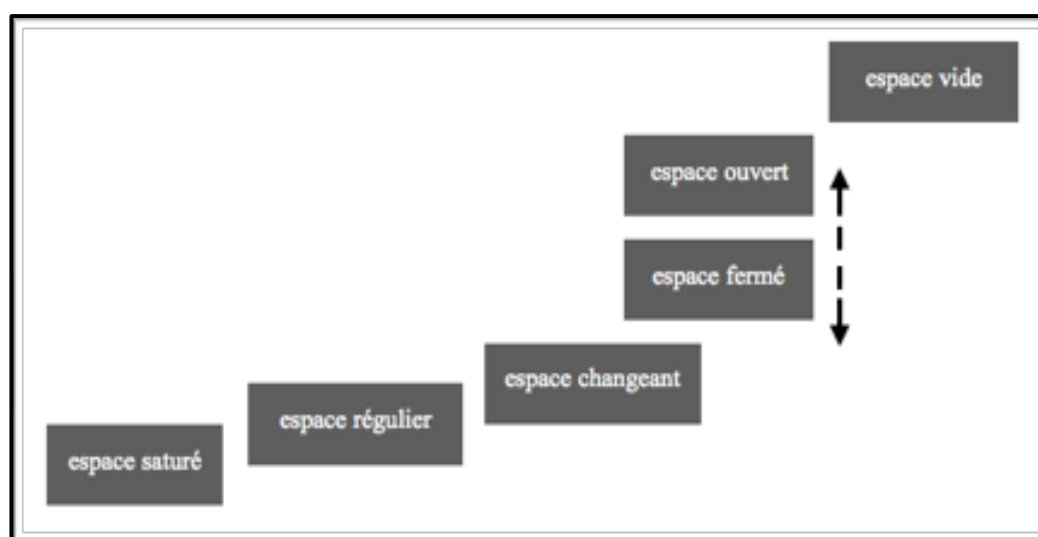 espace vide
espace ouvert
espace fermé
espace changeant
espace régulier
espace saturé